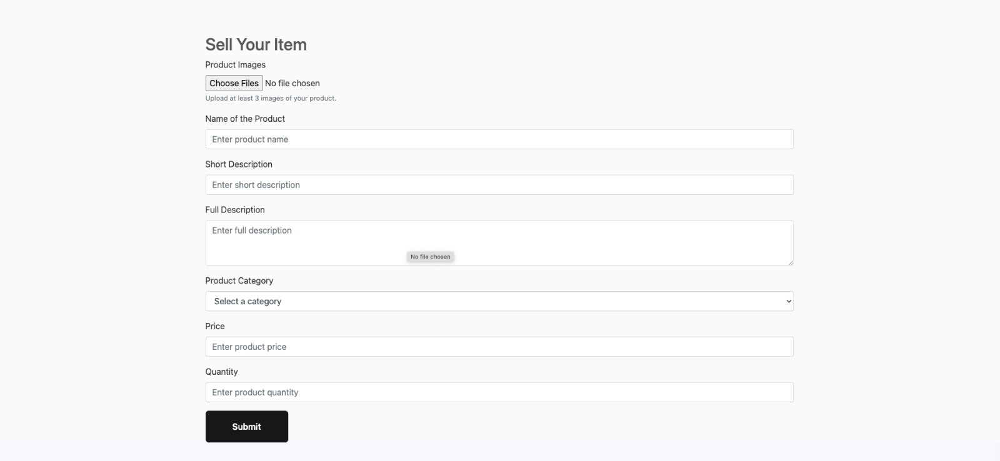 Sell Your Item
Product Images
Choose Files No file chosen
Upload at least 3 images of your product.
Name of the Product
Enter product name
Short Description
Enter short description
Full Description
Enter full description
No file chosen
Product Category
Select a category
Price
Enter product price
Quantity
Enter product quantity
Submit